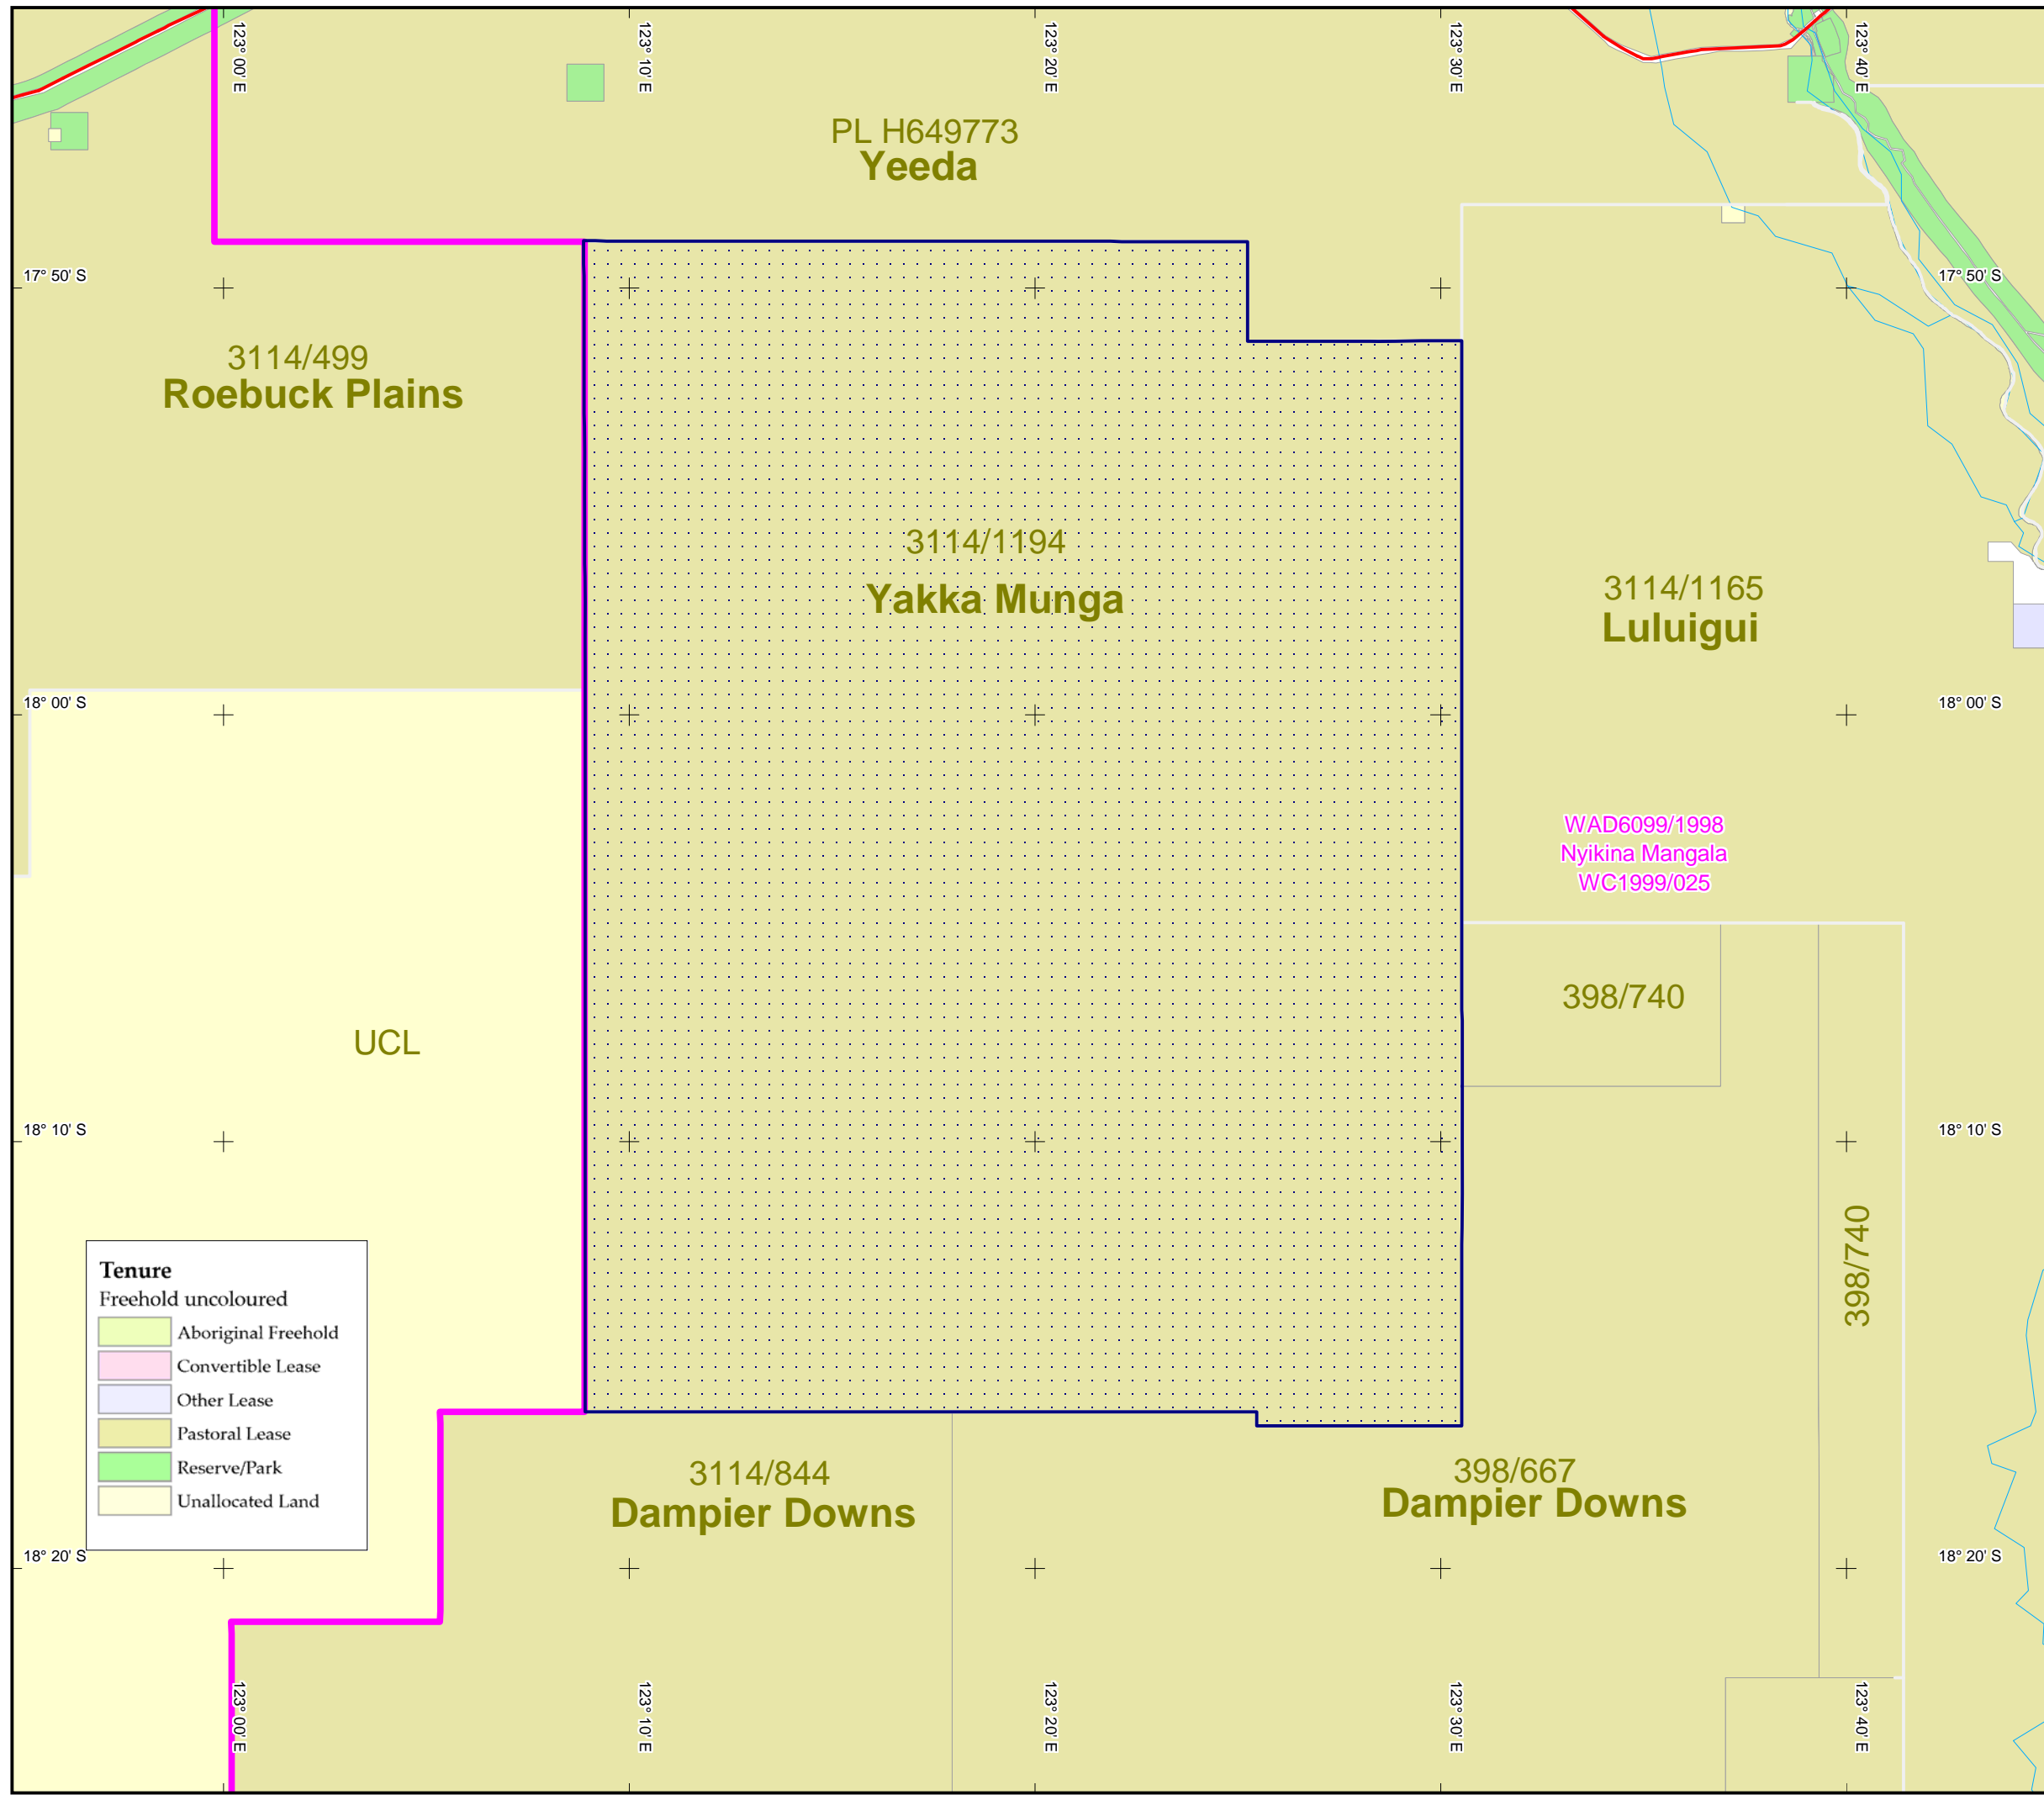 123° 00' E
123° 10' E
123° 20' E
123° 30' E
123° 40' E
PL H649773
Yeeda
17° 50' S
17° 50' S
3114/499
Roebuck Plains
3114/1194
Yakka Munga
3114/1165
Luluigui
18° 00' S
18° 00' S
WAD6099/1998
Nyikina Mangala
WC1999/025
398/740
UCL
18° 10' S
18° 10' S
398/740
Tenure
Freehold uncoloured
Aboriginal Freehold
Convertible Lease
Other Lease
Pastoral Lease
Reserve/Park
Unallocated Land
3114/844
Dampier Downs
398/667
Dampier Downs
18° 20' S
18° 20' S
123° 00' E
123° 10' E
123° 20' E
123° 30' E
123° 40' E